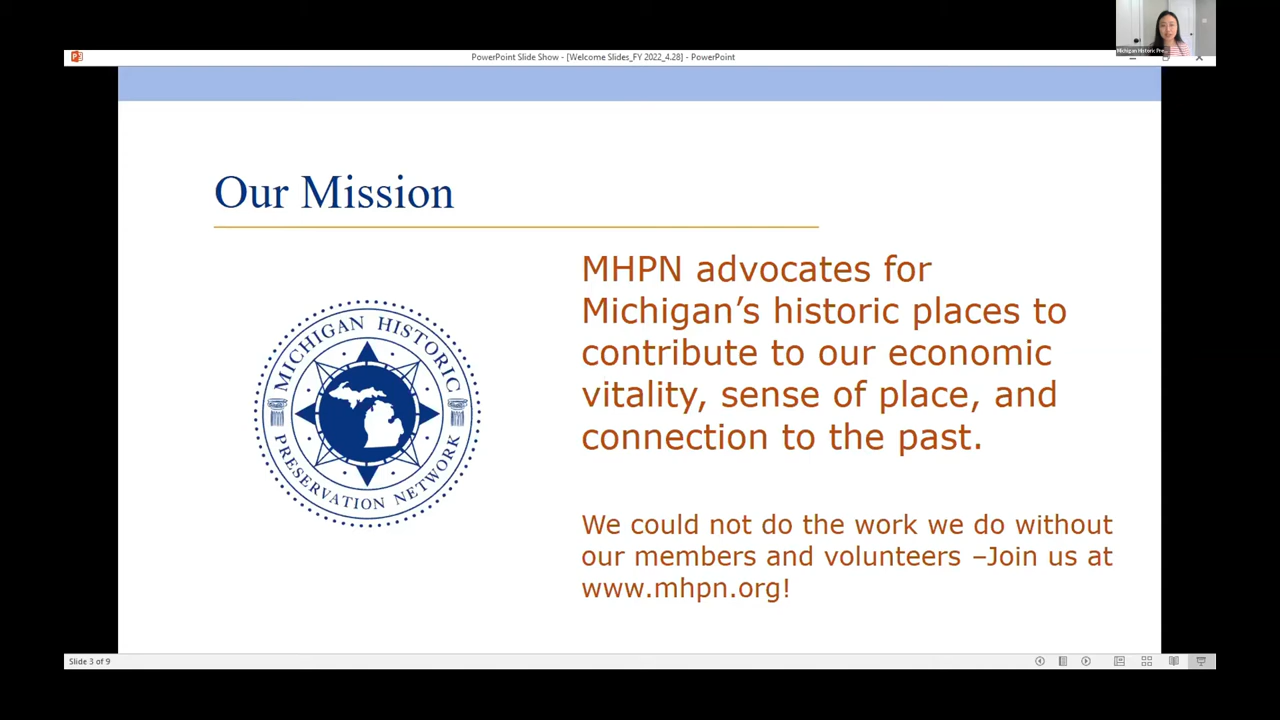 Michigan Historic Pre...
PowerPoint Slide Show - [Welcome Slides_FY 2022_4.28] - PowerPoint
Our Mission
MHPN advocates for
Michigan’s historic places to
contribute to our economic
vitality, sense of place, and
connection to the past.
MICHIGAN HISTORIC
PRESERVATION NETWORK
We could not do the work we do without
our members and volunteers –Join us at
www.mhpn.org!
Slide 3 of 9